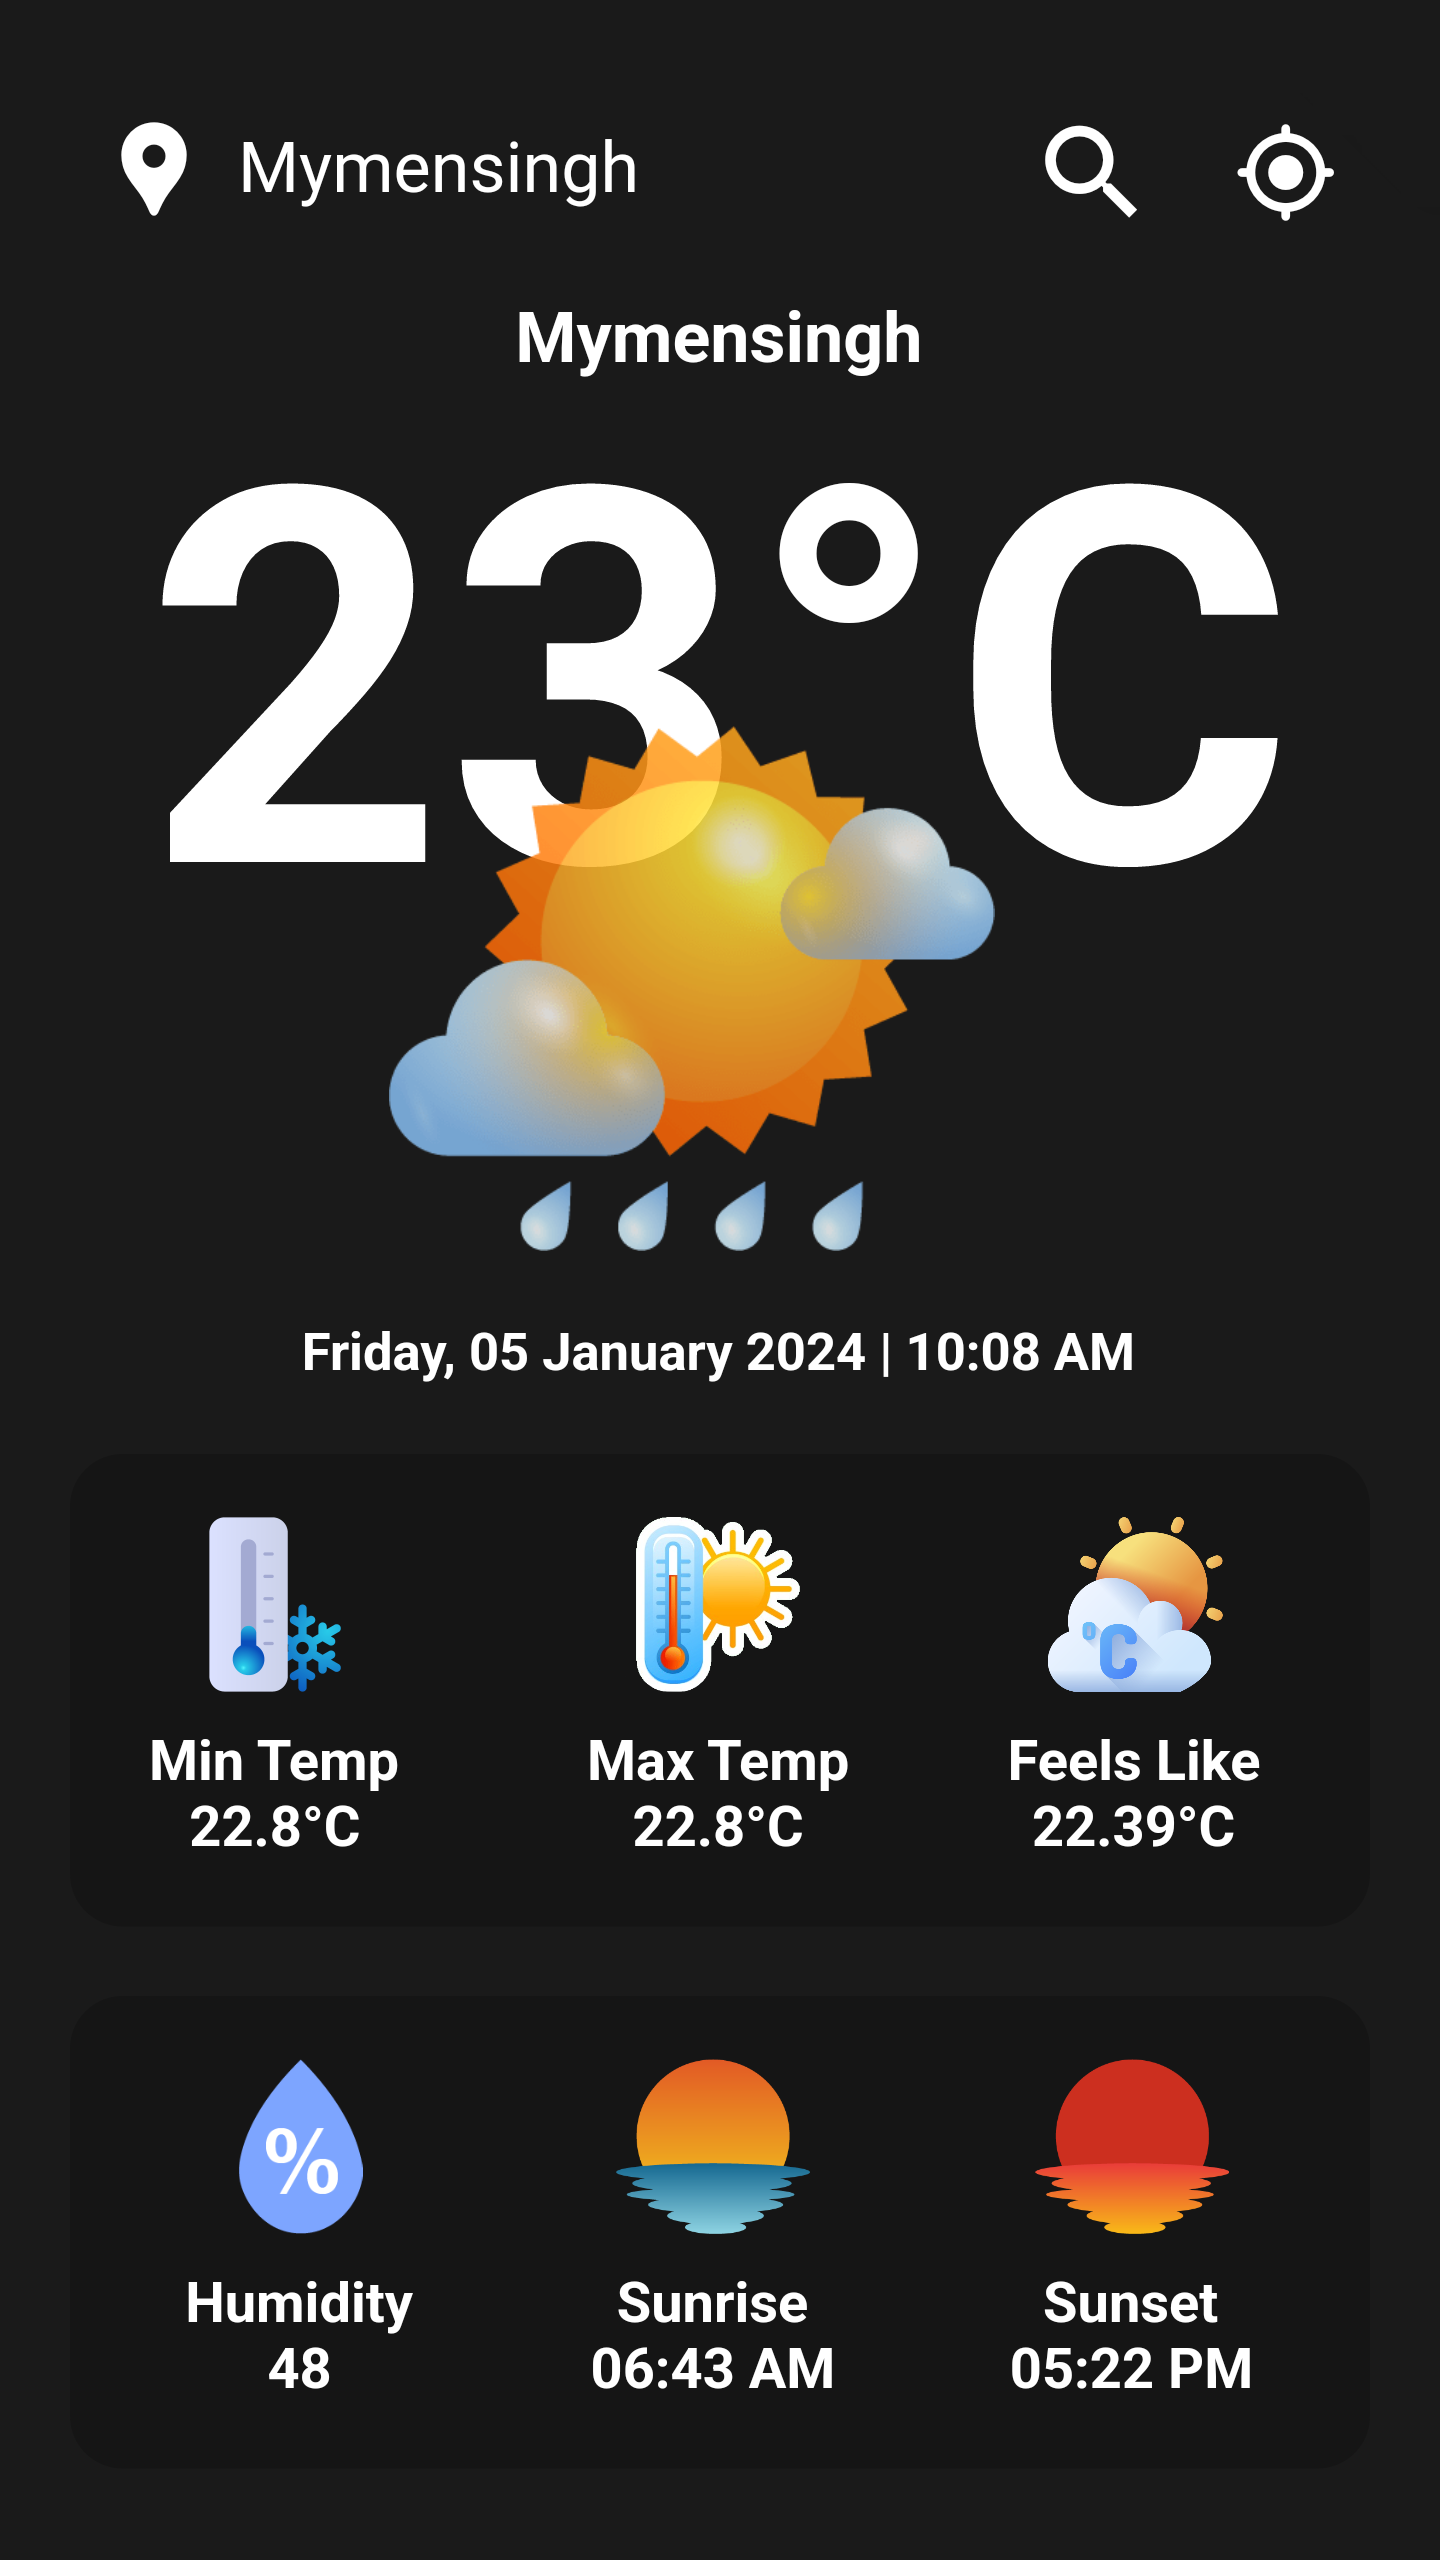 Mymensingh
Mymensingh
23°C
Friday, 05 January 2024 | 10:08 AM
°C
Min Temp
22.8°C
Max Temp
22.8°C
Feels Like
22.39°C
%
Humidity
48
Sunrise
06:43 AM
Sunset
05:22 PM